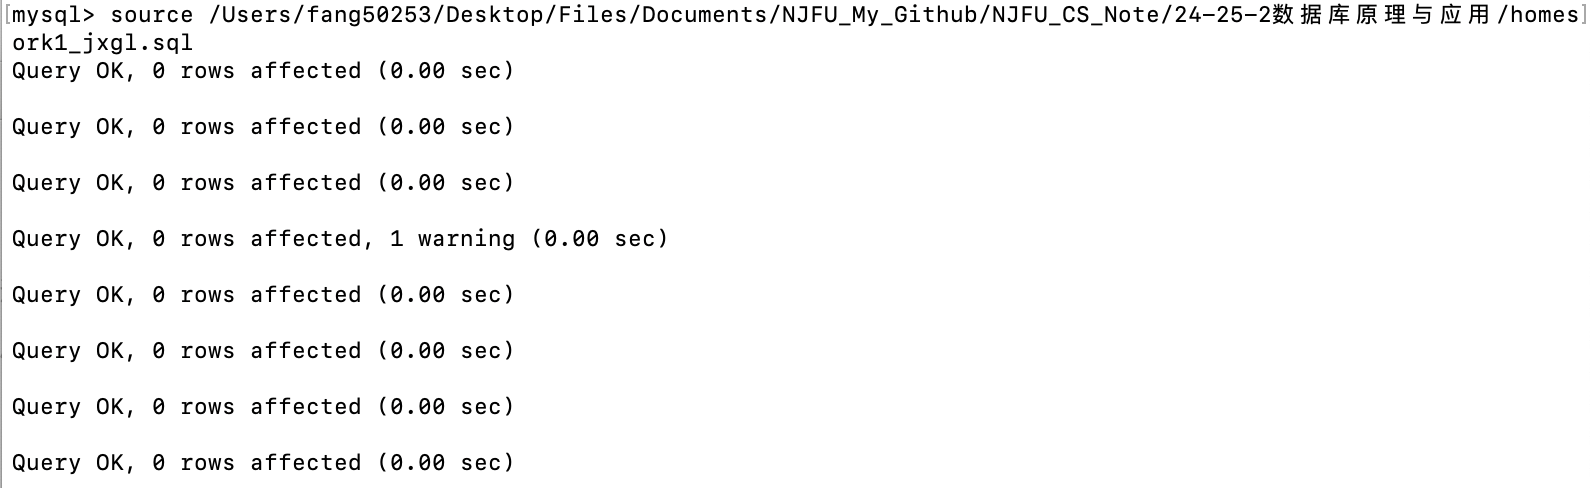 [mysql> source /Users/fang50253/Desktop/Files/Documents/NJFU_My_Github/NJFU_CS_Note/24-25-2数据库原理与应用/homes]
ork1_jxgl.sql
Query OK, 0 rows affected (0.00 sec)
Query OK, 0 rows affected (0.00 sec)
Query OK, 0 rows affected (0.00 sec)
Query OK, 0 rows affected, 1 warning (0.00 sec)
Query OK, 0 rows affected (0.00 sec)
Query OK, 0 rows affected (0.00 sec)
Query OK, 0 rows affected (0.00 sec)
Query OK, 0 rows affected (0.00 sec)